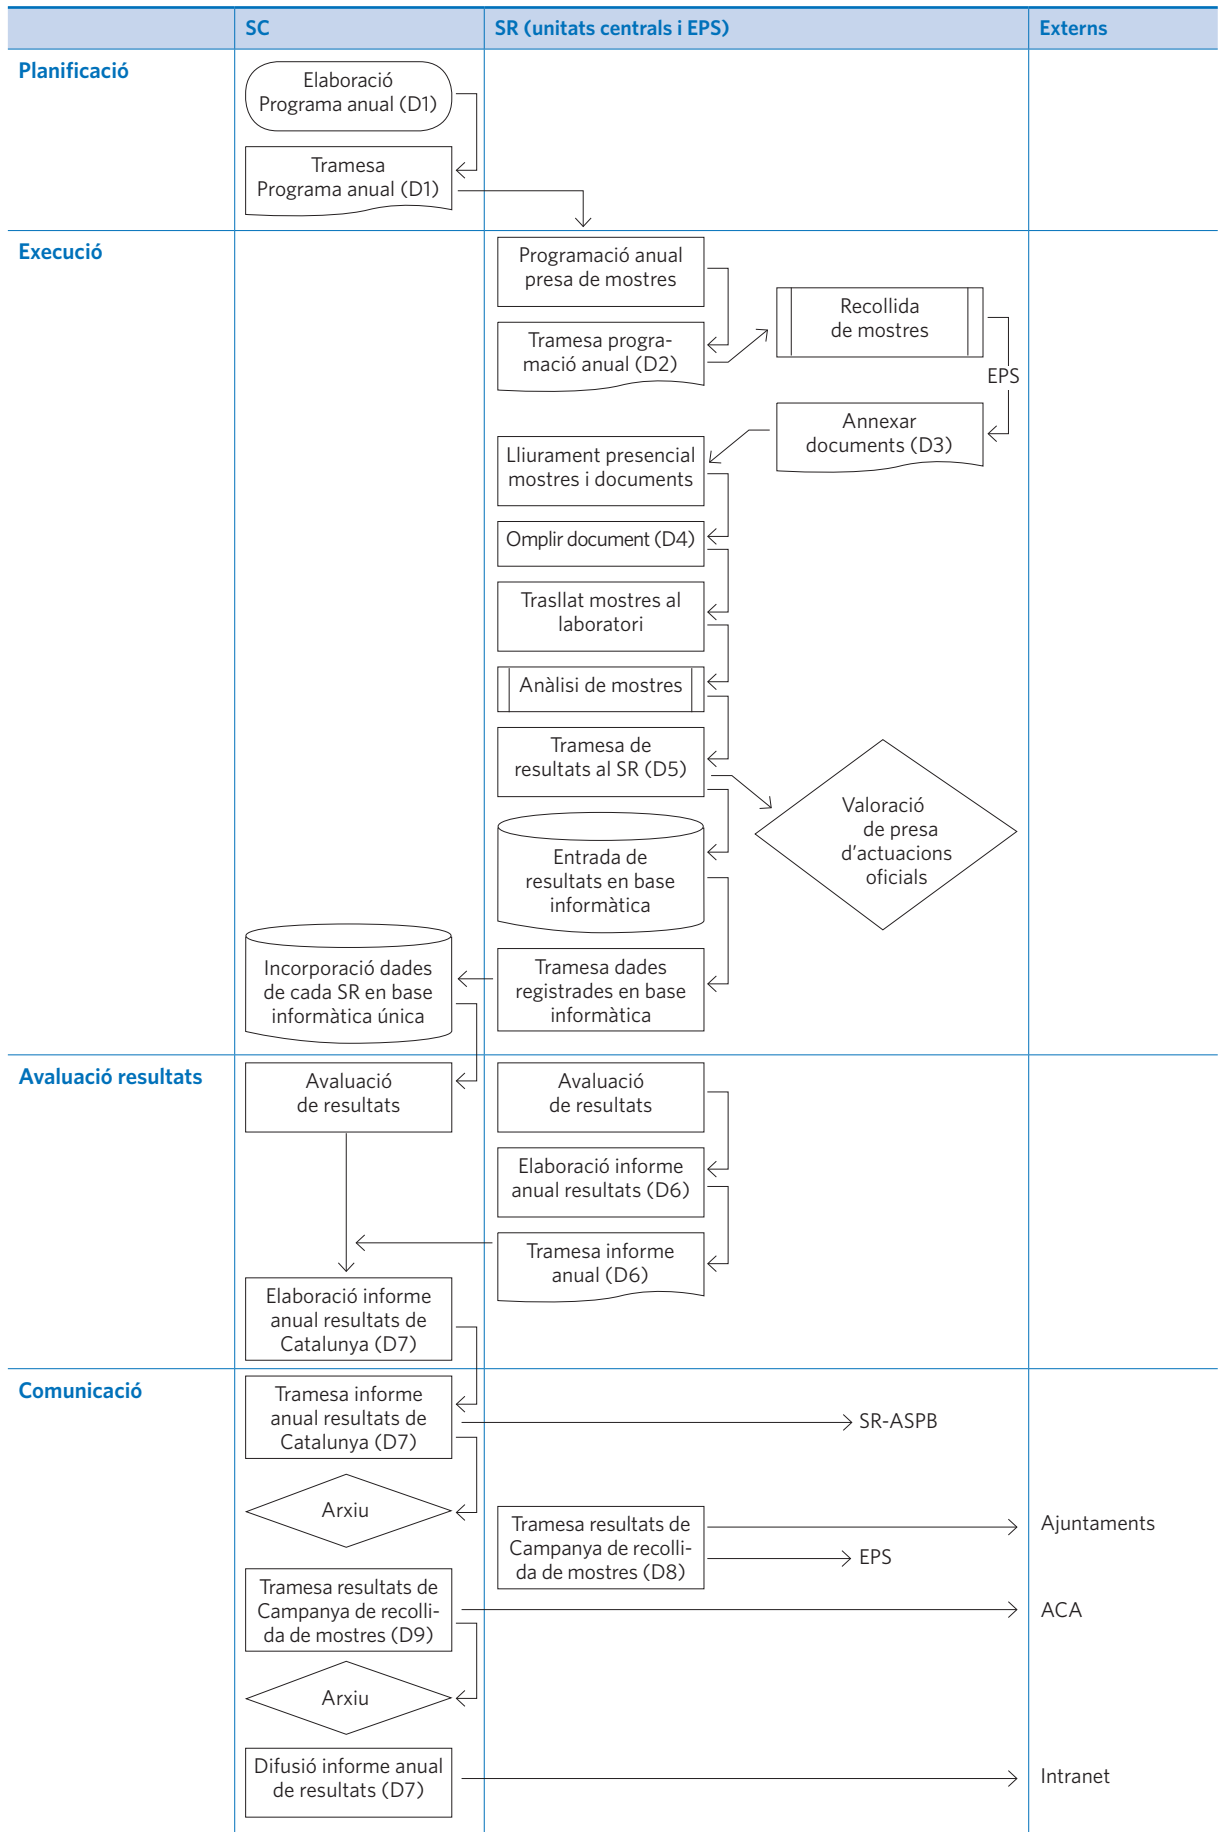 SC
SR (unitats centrals i EPS)
Externs
Planificació
Elaboració
Programa anual (D1)
Tramesa
Programa anual (D1)
Execució
Programació anual
presa de mostres
Recollida
de mostres
Tramesa progra-
mació anual (D2)
EPS
Annexar
documents (D3)
Lliurament presencial
mostres i documents
Omplir document (D4)
Trasllat mostres al
laboratori
Anàlisi de mostres
Tramesa de
resultats al SR (D5)
Valoració
de presa
d'actuacions
oficials
Entrada de
resultats en base
informàtica
Incorporació dades
de cada SR en base
informàtica única
Tramesa dades
registrades en base
informàtica
Avaluació resultats
Avaluació
de resultats
Avaluació
de resultats
Elaboració informe
anual resultats (D6)
Tramesa informe
anual (D6)
Elaboració informe
anual resultats de
Catalunya (D7)
Comunicació
Tramesa informe
anual resultats de
Catalunya (D7)
SR-ASPB
Arxiu
Tramesa resultats de
Campanya de recolli-
da de mostres (D8)
Ajuntaments
EPS
Tramesa resultats de
Campanya de recolli-
da de mostres (D9)
ACA
Arxiu
Difusió informe anual
de resultats (D7)
Intranet